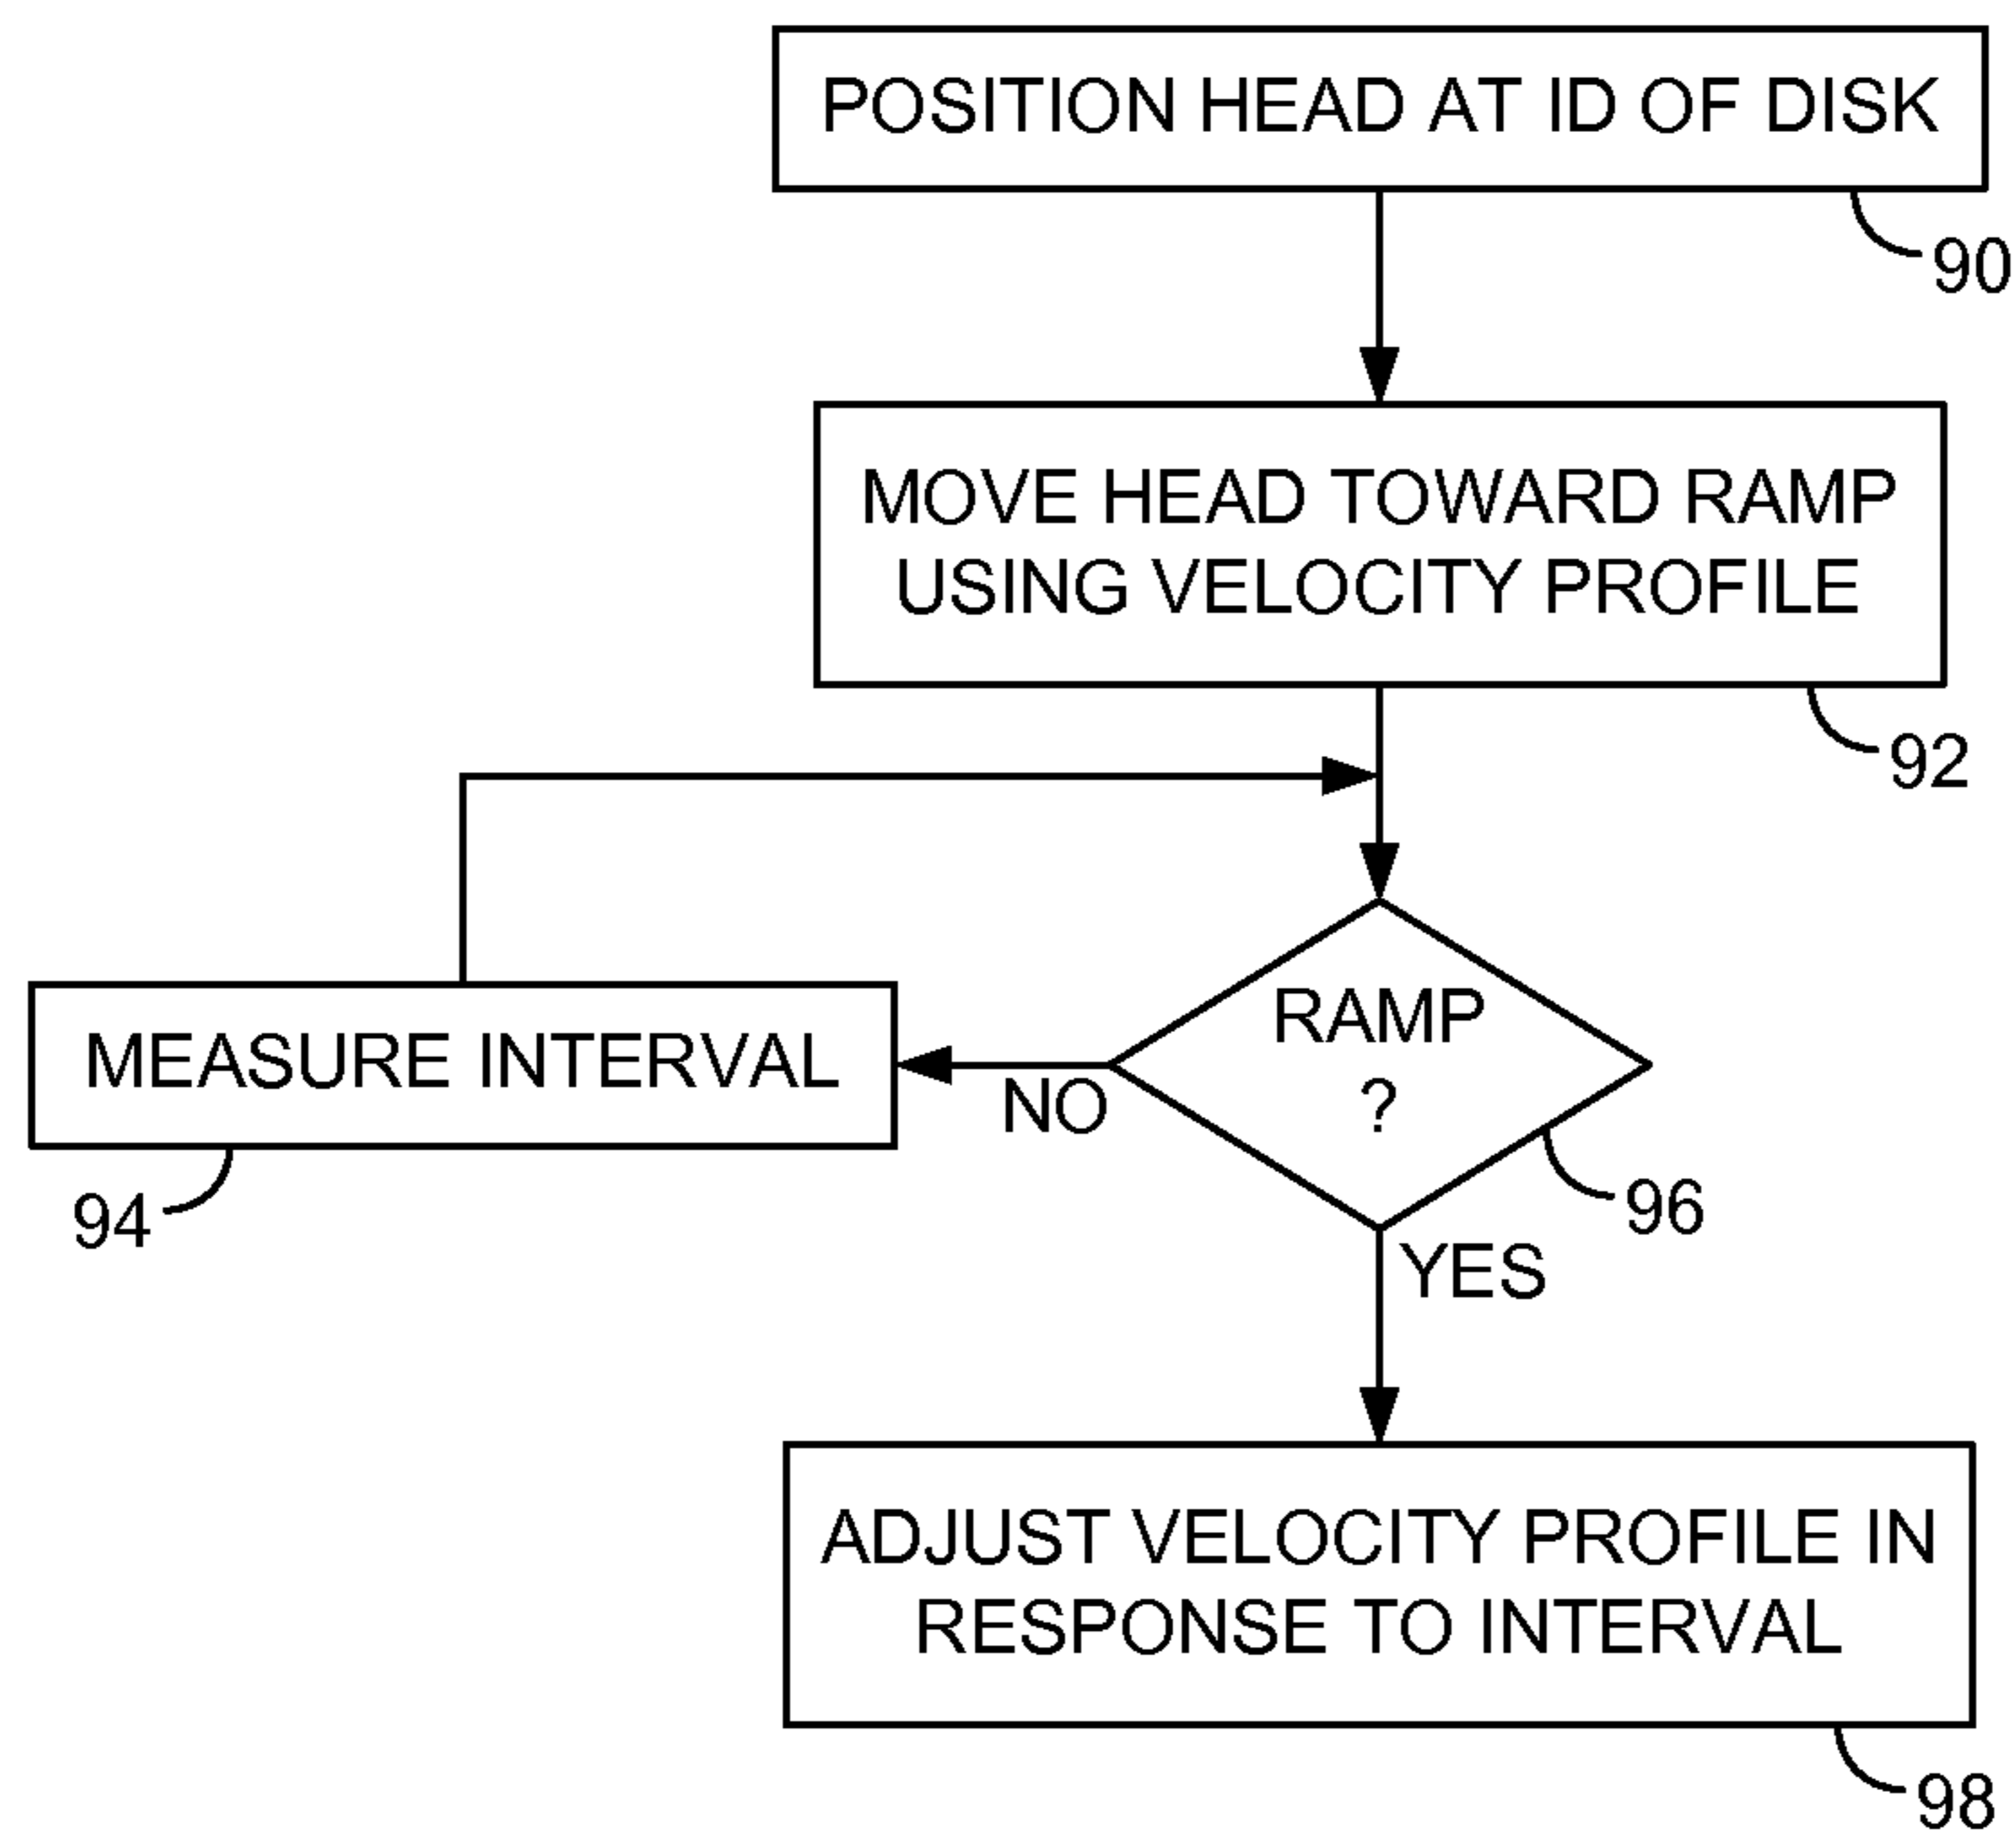 POSITION HEAD AT ID OF DISK
90
MOVE HEAD TOWARD RAMP
USING VELOCITY PROFILE
92
RAMP
?
MEASURE INTERVAL
NO
94
96
YES
ADJUST VELOCITY PROFILE IN
RESPONSE TO INTERVAL
98